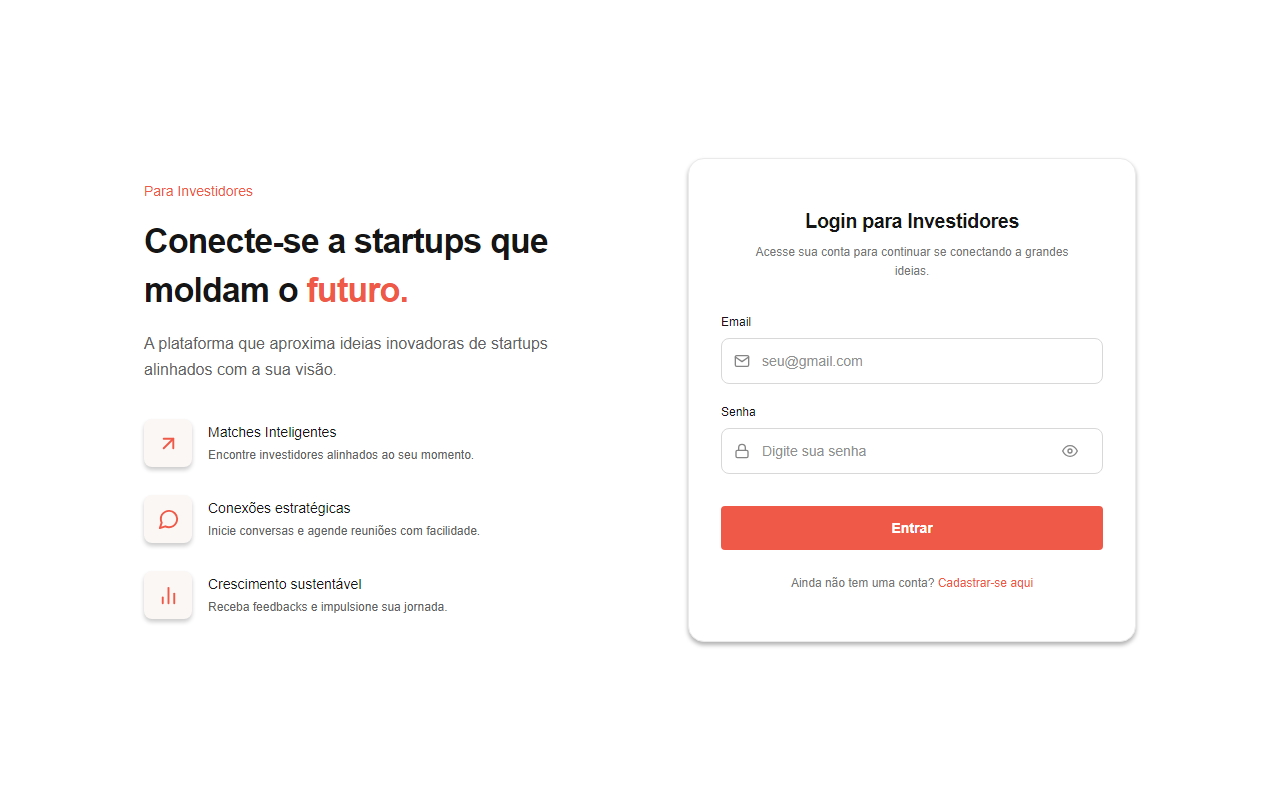 Para Investidores
Conecte-se a startups que
moldam o futuro.
A plataforma que aproxima ideias inovadoras de startups
alinhados com a sua visão.
Matches Inteligentes
Encontre investidores alinhados ao seu momento.
Conexões estratégicas
Inicie conversas e agende reuniões com facilidade.
Crescimento sustentável
Receba feedbacks e impulsione sua jornada.
Login para Investidores
Acesse sua conta para continuar se conectando a grandes
ideias.
Email
seu@gmail.com
Senha
Digite sua senha
Entrar
Ainda não tem uma conta? Cadastrar-se aqui